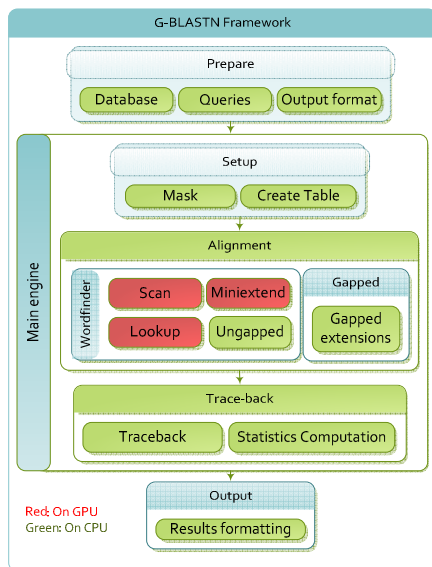 G-BLASTN Framework
Prepare
Database
Queries
Output format
Main engine
Setup
Mask
Create Table
Alignment
Wordfinder
Scan
Miniextend
Lookup
Ungapped
Gapped
Gapped
extensions
Trace-back
Traceback
Statistics Computation
Output
Results formatting
Red: On GPU
Green: On CPU